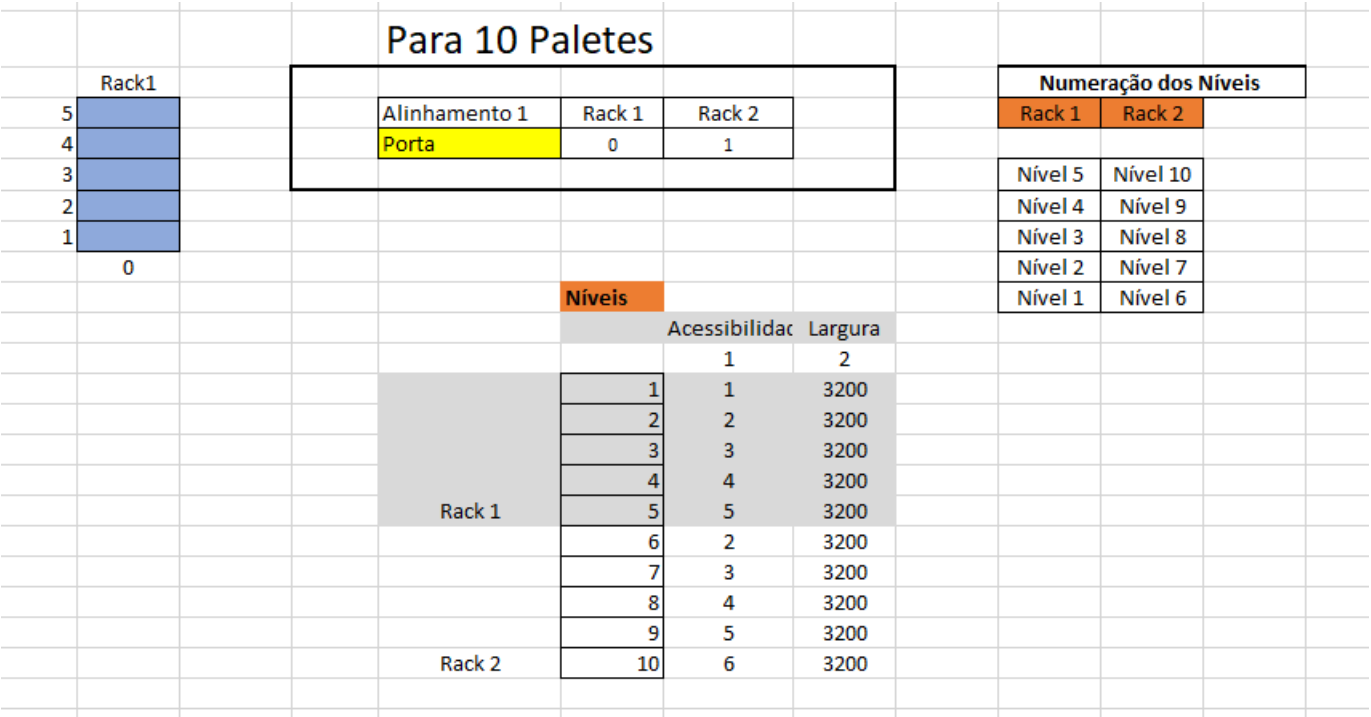 Para 10 Paletes
Rack1 Numeração dos Níveis
5 Alinhamento 1 Rack 1 Rack 2 Rack 1 Rack 2
4 Porta 0 1
3 Nível 5 Nível 10
2 Nível 4 Nível 9
1 Nível 3 Nível 8
0 Nível 2 Nível 7
Níveis Nível 1 Nível 6
Acessibilidad Largura
1 2
1 1 3200
2 2 3200
3 3 3200
4 4 3200
Rack 1 5 5 3200
6 2 3200
7 3 3200
8 4 3200
9 5 3200
Rack 2 10 6 3200